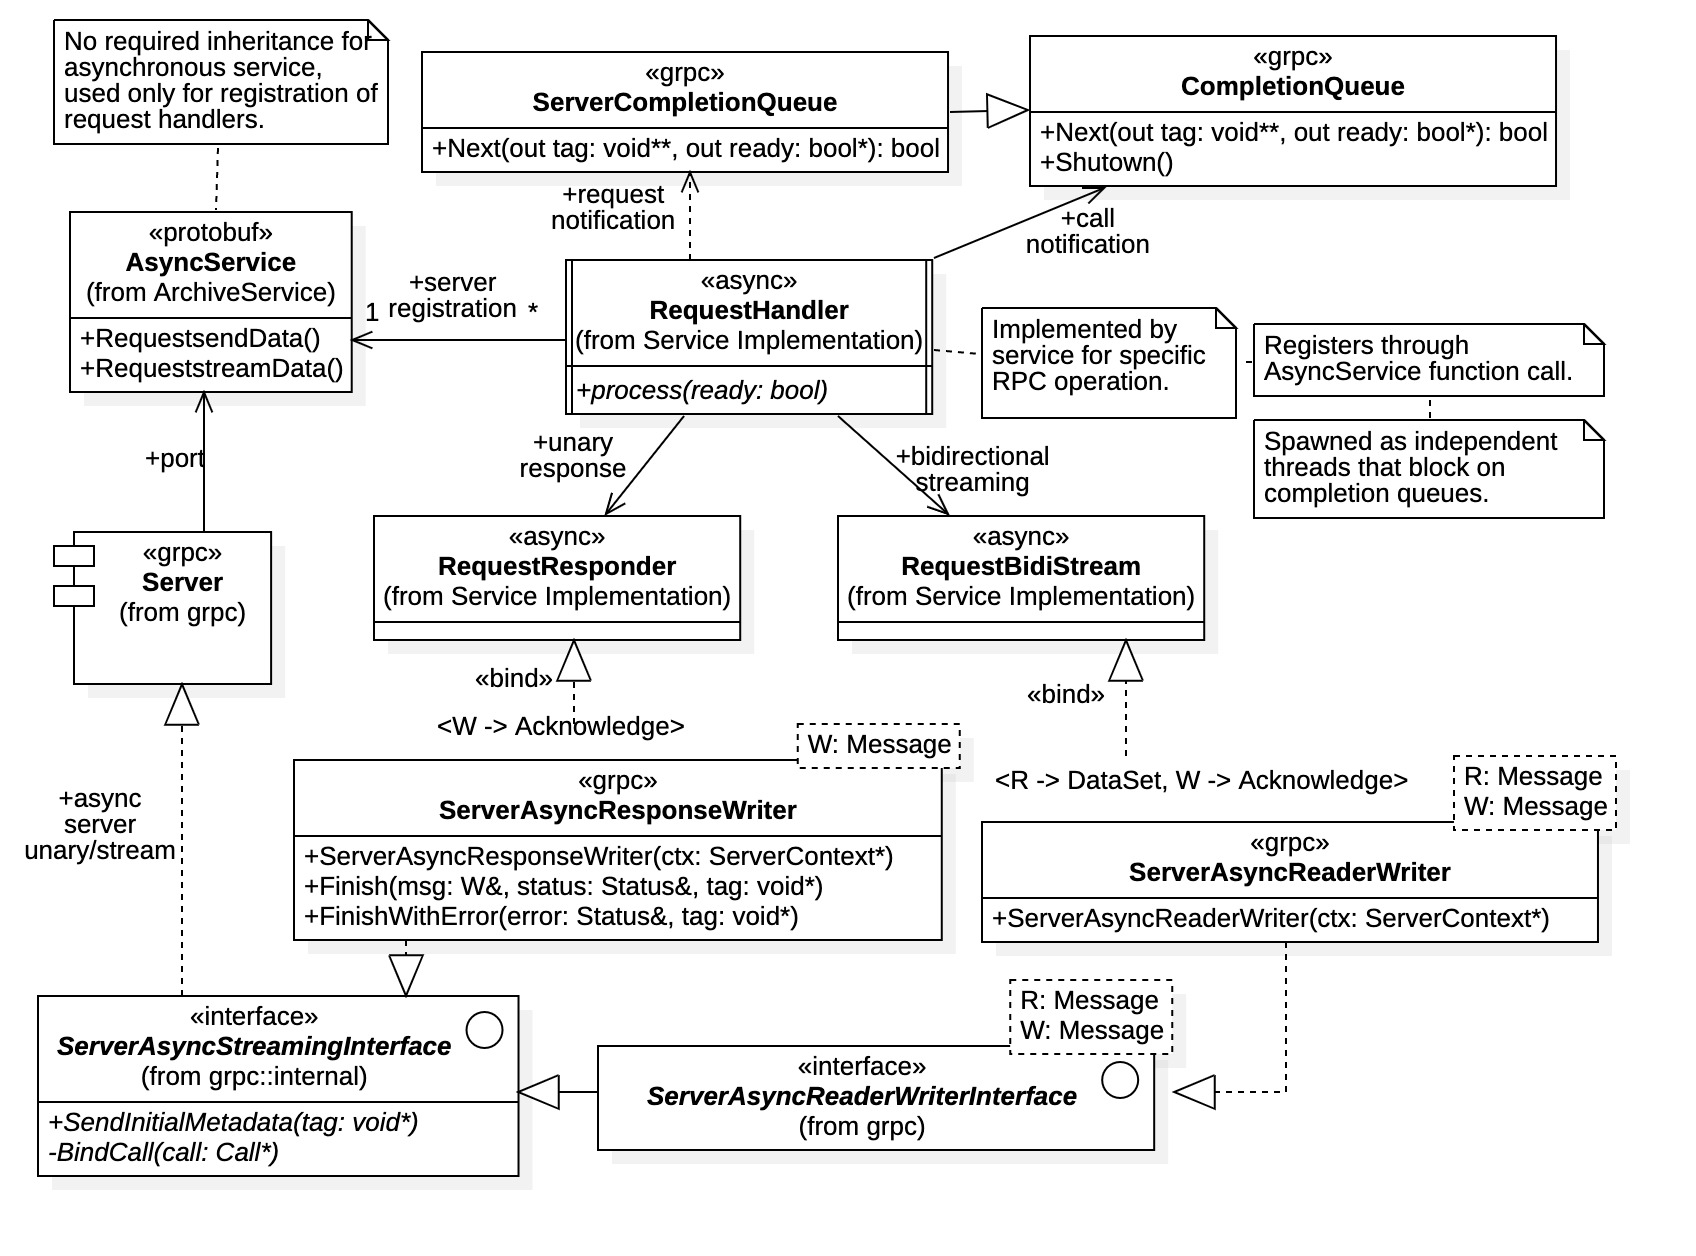 No required inheritance for
asynchronous service,
used only for registration of
request handlers.
«grpc»
ServerCompletionQueue
+Next(out tag: void**, out ready: bool*): bool
«grpc»
CompletionQueue
+Next(out tag: void**, out ready: bool*): bool
+Shutown()
+request
notification
+call
notification
«protobuf»
AsyncService
(from ArchiveService)
+RequestsendData()
+RequeststreamData()
+server
registration
1
*
«async»
RequestHandler
(from Service Implementation)
+process(ready: bool)
Implemented by
service for specific
RPC operation.
Registers through
AsyncService function call.
Spawned as independent
threads that block on
completion queues.
+port
+unary
response
+bidirectional
streaming
«grpc»
Server
(from grpc)
«async»
RequestResponder
(from Service Implementation)
«async»
RequestBidiStream
(from Service Implementation)
«bind»
<W -> Acknowledge>
«bind»
<R -> DataSet, W -> Acknowledge>
W: Message
«grpc»
ServerAsyncResponseWriter
+ServerAsyncResponseWriter(ctx: ServerContext*)
+Finish(msg: W&, status: Status&, tag: void*)
+FinishWithError(error: Status&, tag: void*)
R: Message
W: Message
«grpc»
ServerAsyncReaderWriter
+ServerAsyncReaderWriter(ctx: ServerContext*)
+async
server
unary/stream
«interface»
ServerAsyncStreamingInterface
(from grpc::internal)
+SendInitialMetadata(tag: void*)
-BindCall(call: Call*)
R: Message
W: Message
«interface»
ServerAsyncReaderWriterInterface
(from grpc)